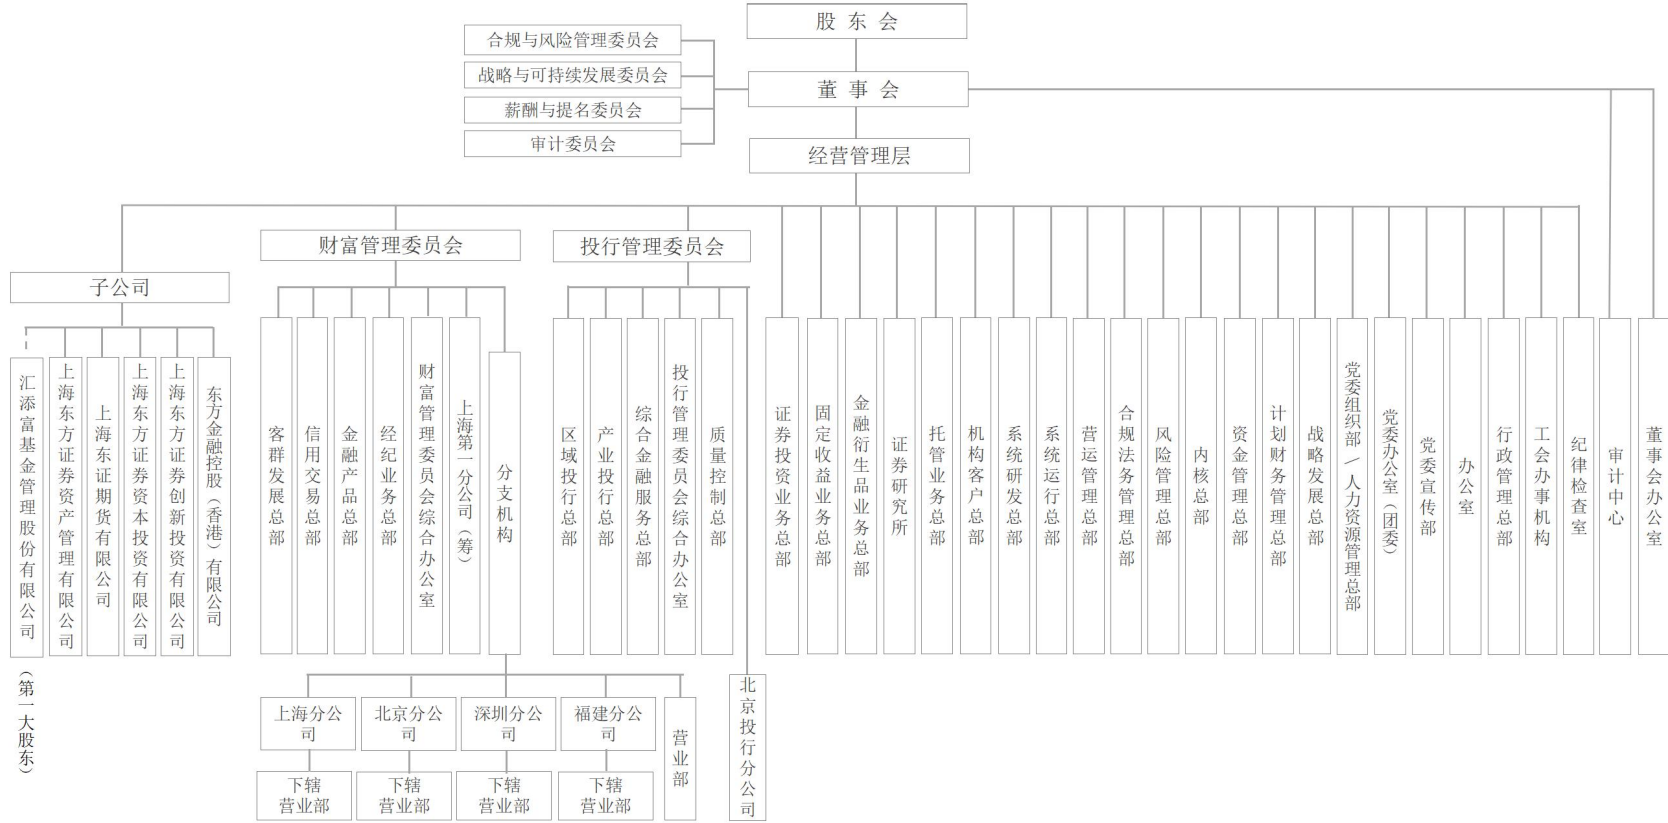 股东会
合规与风险管理委员会
战略与可持续发展委员会
董事会
薪酬与提名委员会
审计委员会
经营管理层
财富管理委员会
投行管理委员会
子公司
汇添富基金管理股份有限公司
（第一大股东）
上海东方证券资产管理有限公司
上海东证期货有限公司
上海东方证券资本投资有限公司
上海东方证券创新投资有限公司
东方金融控股（香港）有限公司
客群发展总部
信用交易总部
金融产品总部
经纪业务总部
财富管理委员会综合办公室
上海第一分公司（筹）
分支机构
区域投行总部
产业投行总部
综合金融服务总部
投行管理委员会综合办公室
质量控制总部
北京投行分公司
证券投资业务总部
固定收益业务总部
金融衍生品业务总部
证券研究所
托管业务总部
机构客户总部
系统研发总部
系统运行总部
营运管理总部
合规法务管理总部
风险管理总部
内核总部
资金管理总部
计划财务管理总部
战略发展总部
党委组织部\人力资源管理总部
党委办公室（团委）
党委宣传部
办公室
行政管理总部
工会办事机构
纪律检查室
审计中心
董事会办公室
上海分公
司
北京分公
司
深圳分公
司
福建分公
司
营业部
下辖
营业部
下辖
营业部
下辖
营业部
下辖
营业部